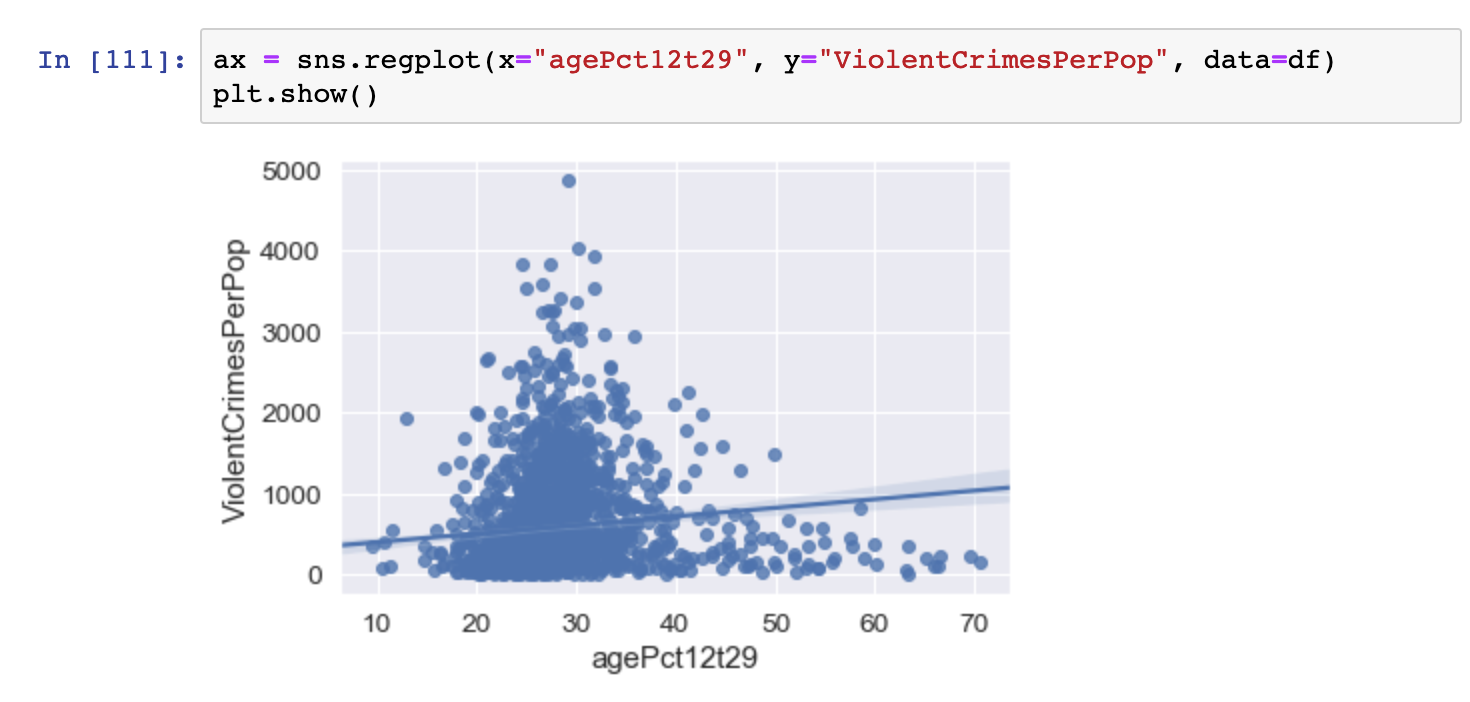 In [111]: ax = sns.regplot(x="agePct12t29", y="ViolentCrimesPerPop", data=df)
plt.show()
5000
4000
3000
2000
1000
0
ViolentCrimesPerPop
10 20 30 40 50 60 70
agePct12t29